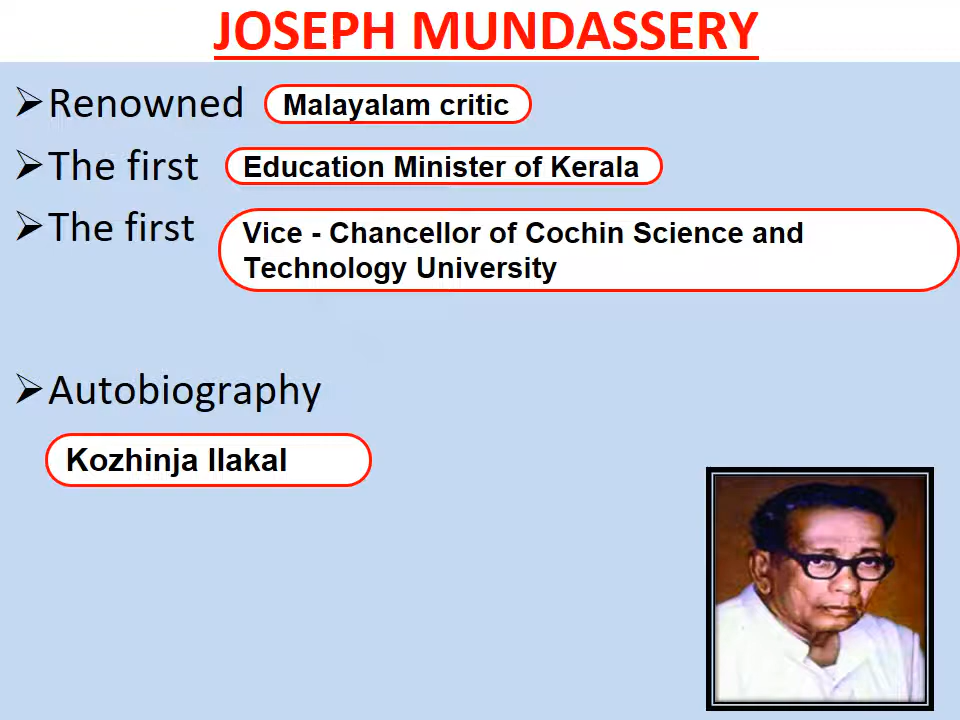 JOSEPH MUNDASSERY
➢Renowned Malayalam critic
➢The first Education Minister of Kerala
➢The first Vice - Chancellor of Cochin Science and
Technology University
➢Autobiography
Kozhinja Ilakal